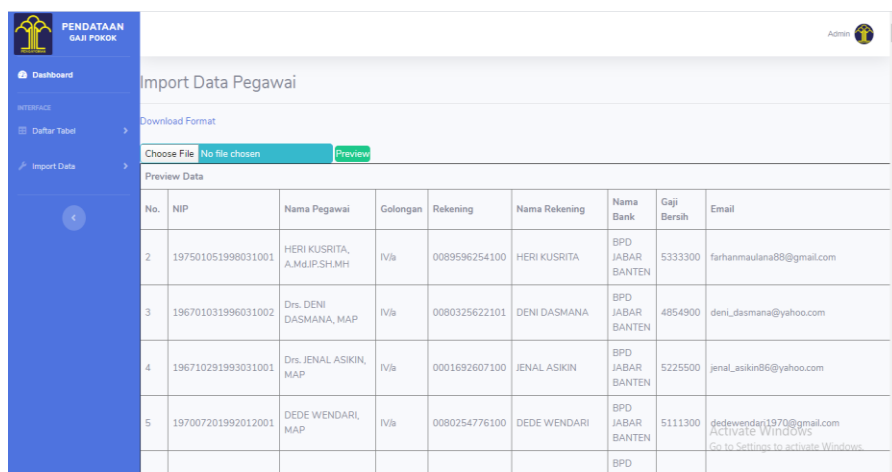 PENDATAAN
GAJI POKOK
Admin
Dashboard
INTERFACE
Daftar Tabel
Import Data
Import Data Pegawai
Download Format
Choose File No file chosen Preview
Preview Data
No. NIP Nama Pegawai Golongan Rekening Nama Rekening Nama Bank Gaji Bersih Email
2 197501051998031001 HERI KUSRITA, A.Md.IP.SH.MH IV/a 0089596254100 HERI KUSRITA BPD JABAR BANTEN 5333300 farhanmaulana88@gmail.com
3 196701031996031002 Drs. DENI DASMANA, MAP IV/a 0080325622101 DENI DASMANA BPD JABAR BANTEN 4854900 deni_dasmana@yahoo.com
4 196710291993031001 Drs. JENAL ASIKIN, MAP IV/a 0001692607100 JENAL ASIKIN BPD JABAR BANTEN 5225500 jenal_asikin86@yahoo.com
5 197007201992012001 DEDE WENDARI, MAP IV/a 0080254776100 DEDE WENDARI BPD JABAR BANTEN 5111300 dedewendari1970@gmail.com
BPD
Activate Windows
Go to Settings to activate Windows.